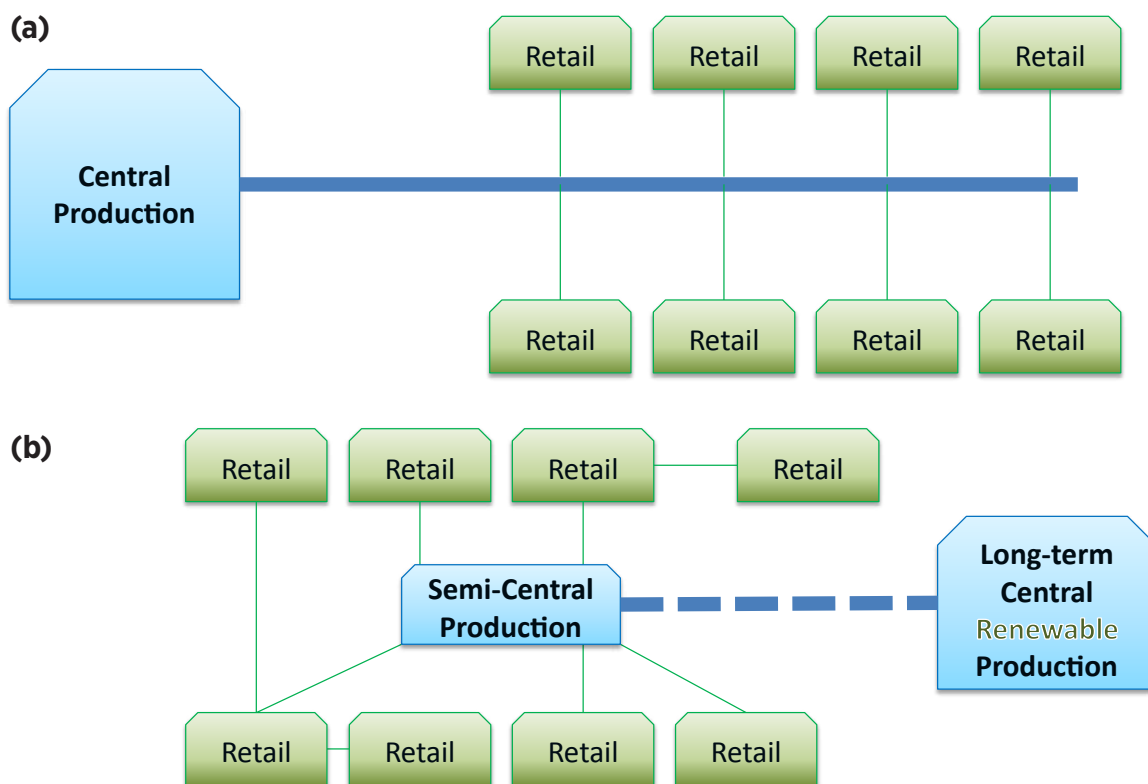 (a)
Retail
Retail
Retail
Retail
Central
Production
Retail
Retail
Retail
Retail
(b)
Retail
Retail
Retail
Retail
Semi-Central
Production
Long-term
Central
Renewable
Production
Retail
Retail
Retail
Retail